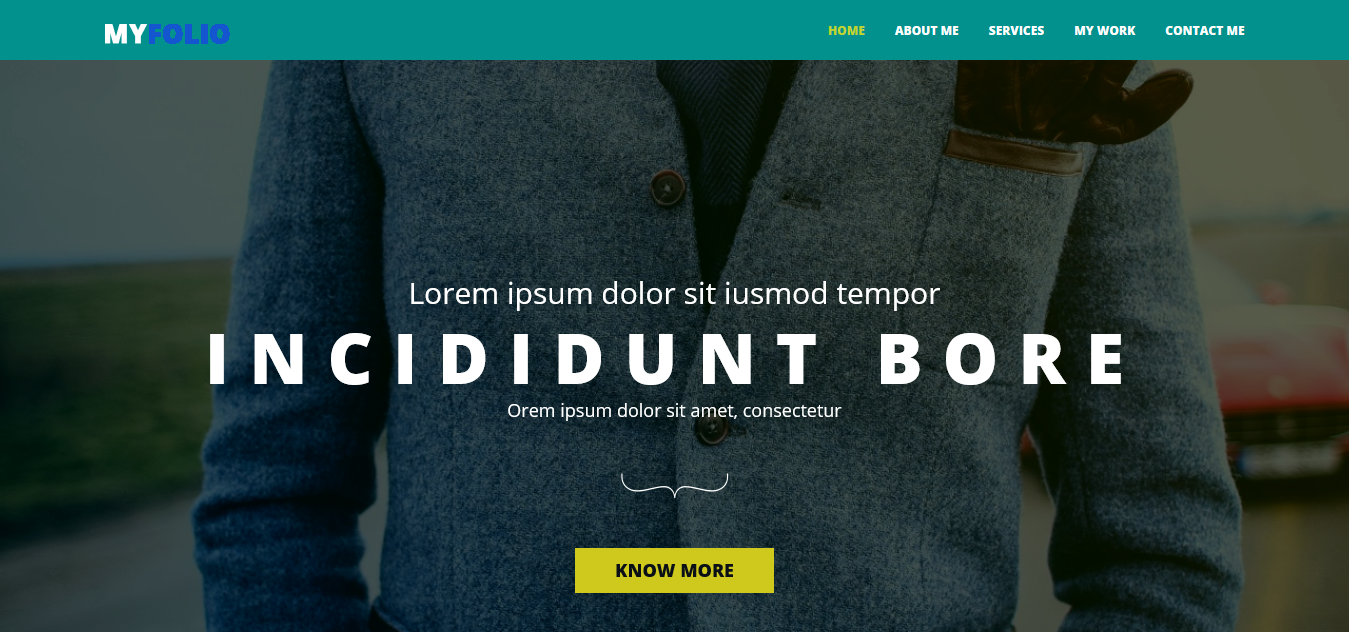 MYFOLIO
HOME ABOUT ME SERVICES MY WORK CONTACT ME
Lorem ipsum dolor sit iusmod tempor
INCIDIDUNT BORE
Orem ipsum dolor sit amet, consectetur
KNOW MORE